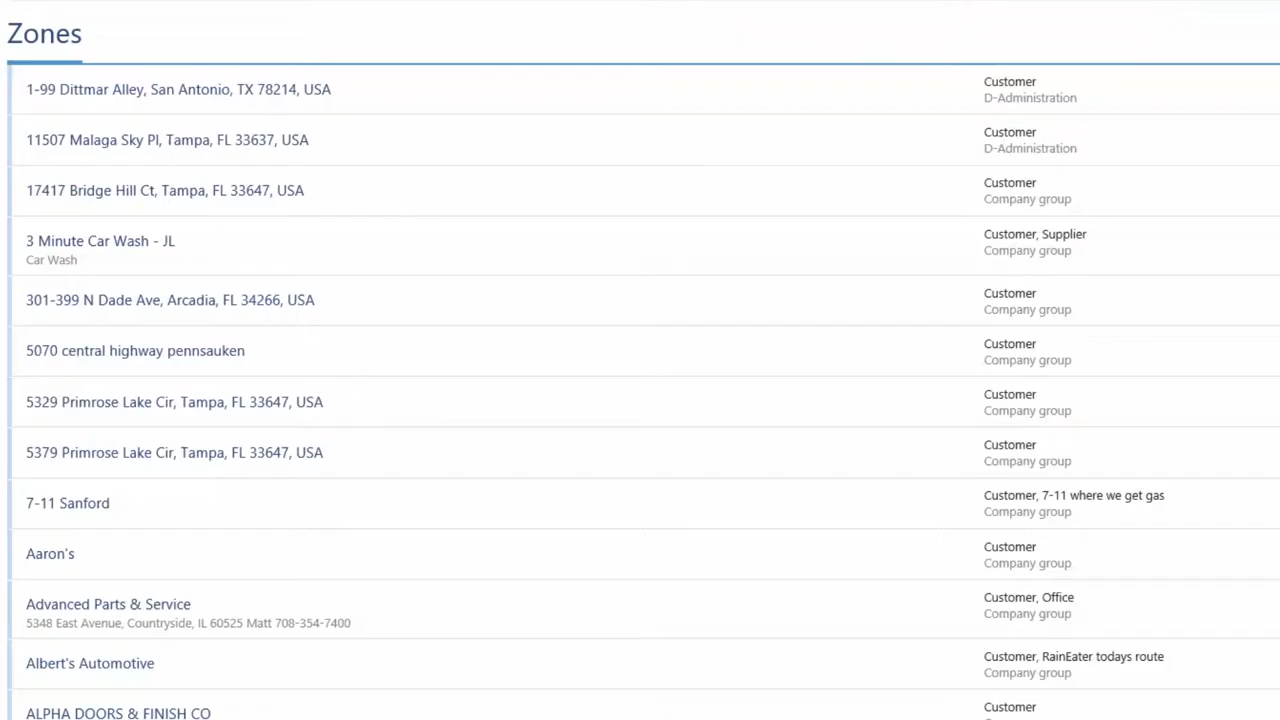 Zones
1-99 Dittmar Alley, San Antonio, TX 78214, USA
Customer
D-Administration
11507 Malaga Sky Pl, Tampa, FL 33637, USA
Customer
D-Administration
17417 Bridge Hill Ct, Tampa, FL 33647, USA
Customer
Company group
3 Minute Car Wash - JL
Car Wash
Customer, Supplier
Company group
301-399 N Dade Ave, Arcadia, FL 34266, USA
Customer
Company group
5070 central highway pennsauken
Customer
Company group
5329 Primrose Lake Cir, Tampa, FL 33647, USA
Customer
Company group
5379 Primrose Lake Cir, Tampa, FL 33647, USA
Customer
Company group
7-11 Sanford
Customer, 7-11 where we get gas
Company group
Aaron's
Customer
Company group
Advanced Parts & Service
5348 East Avenue, Countryside, IL 60525 Matt 708-354-7400
Customer, Office
Company group
Albert's Automotive
Customer, RainEater todays route
Company group
ALPHA DOORS & FINISH CO
Customer